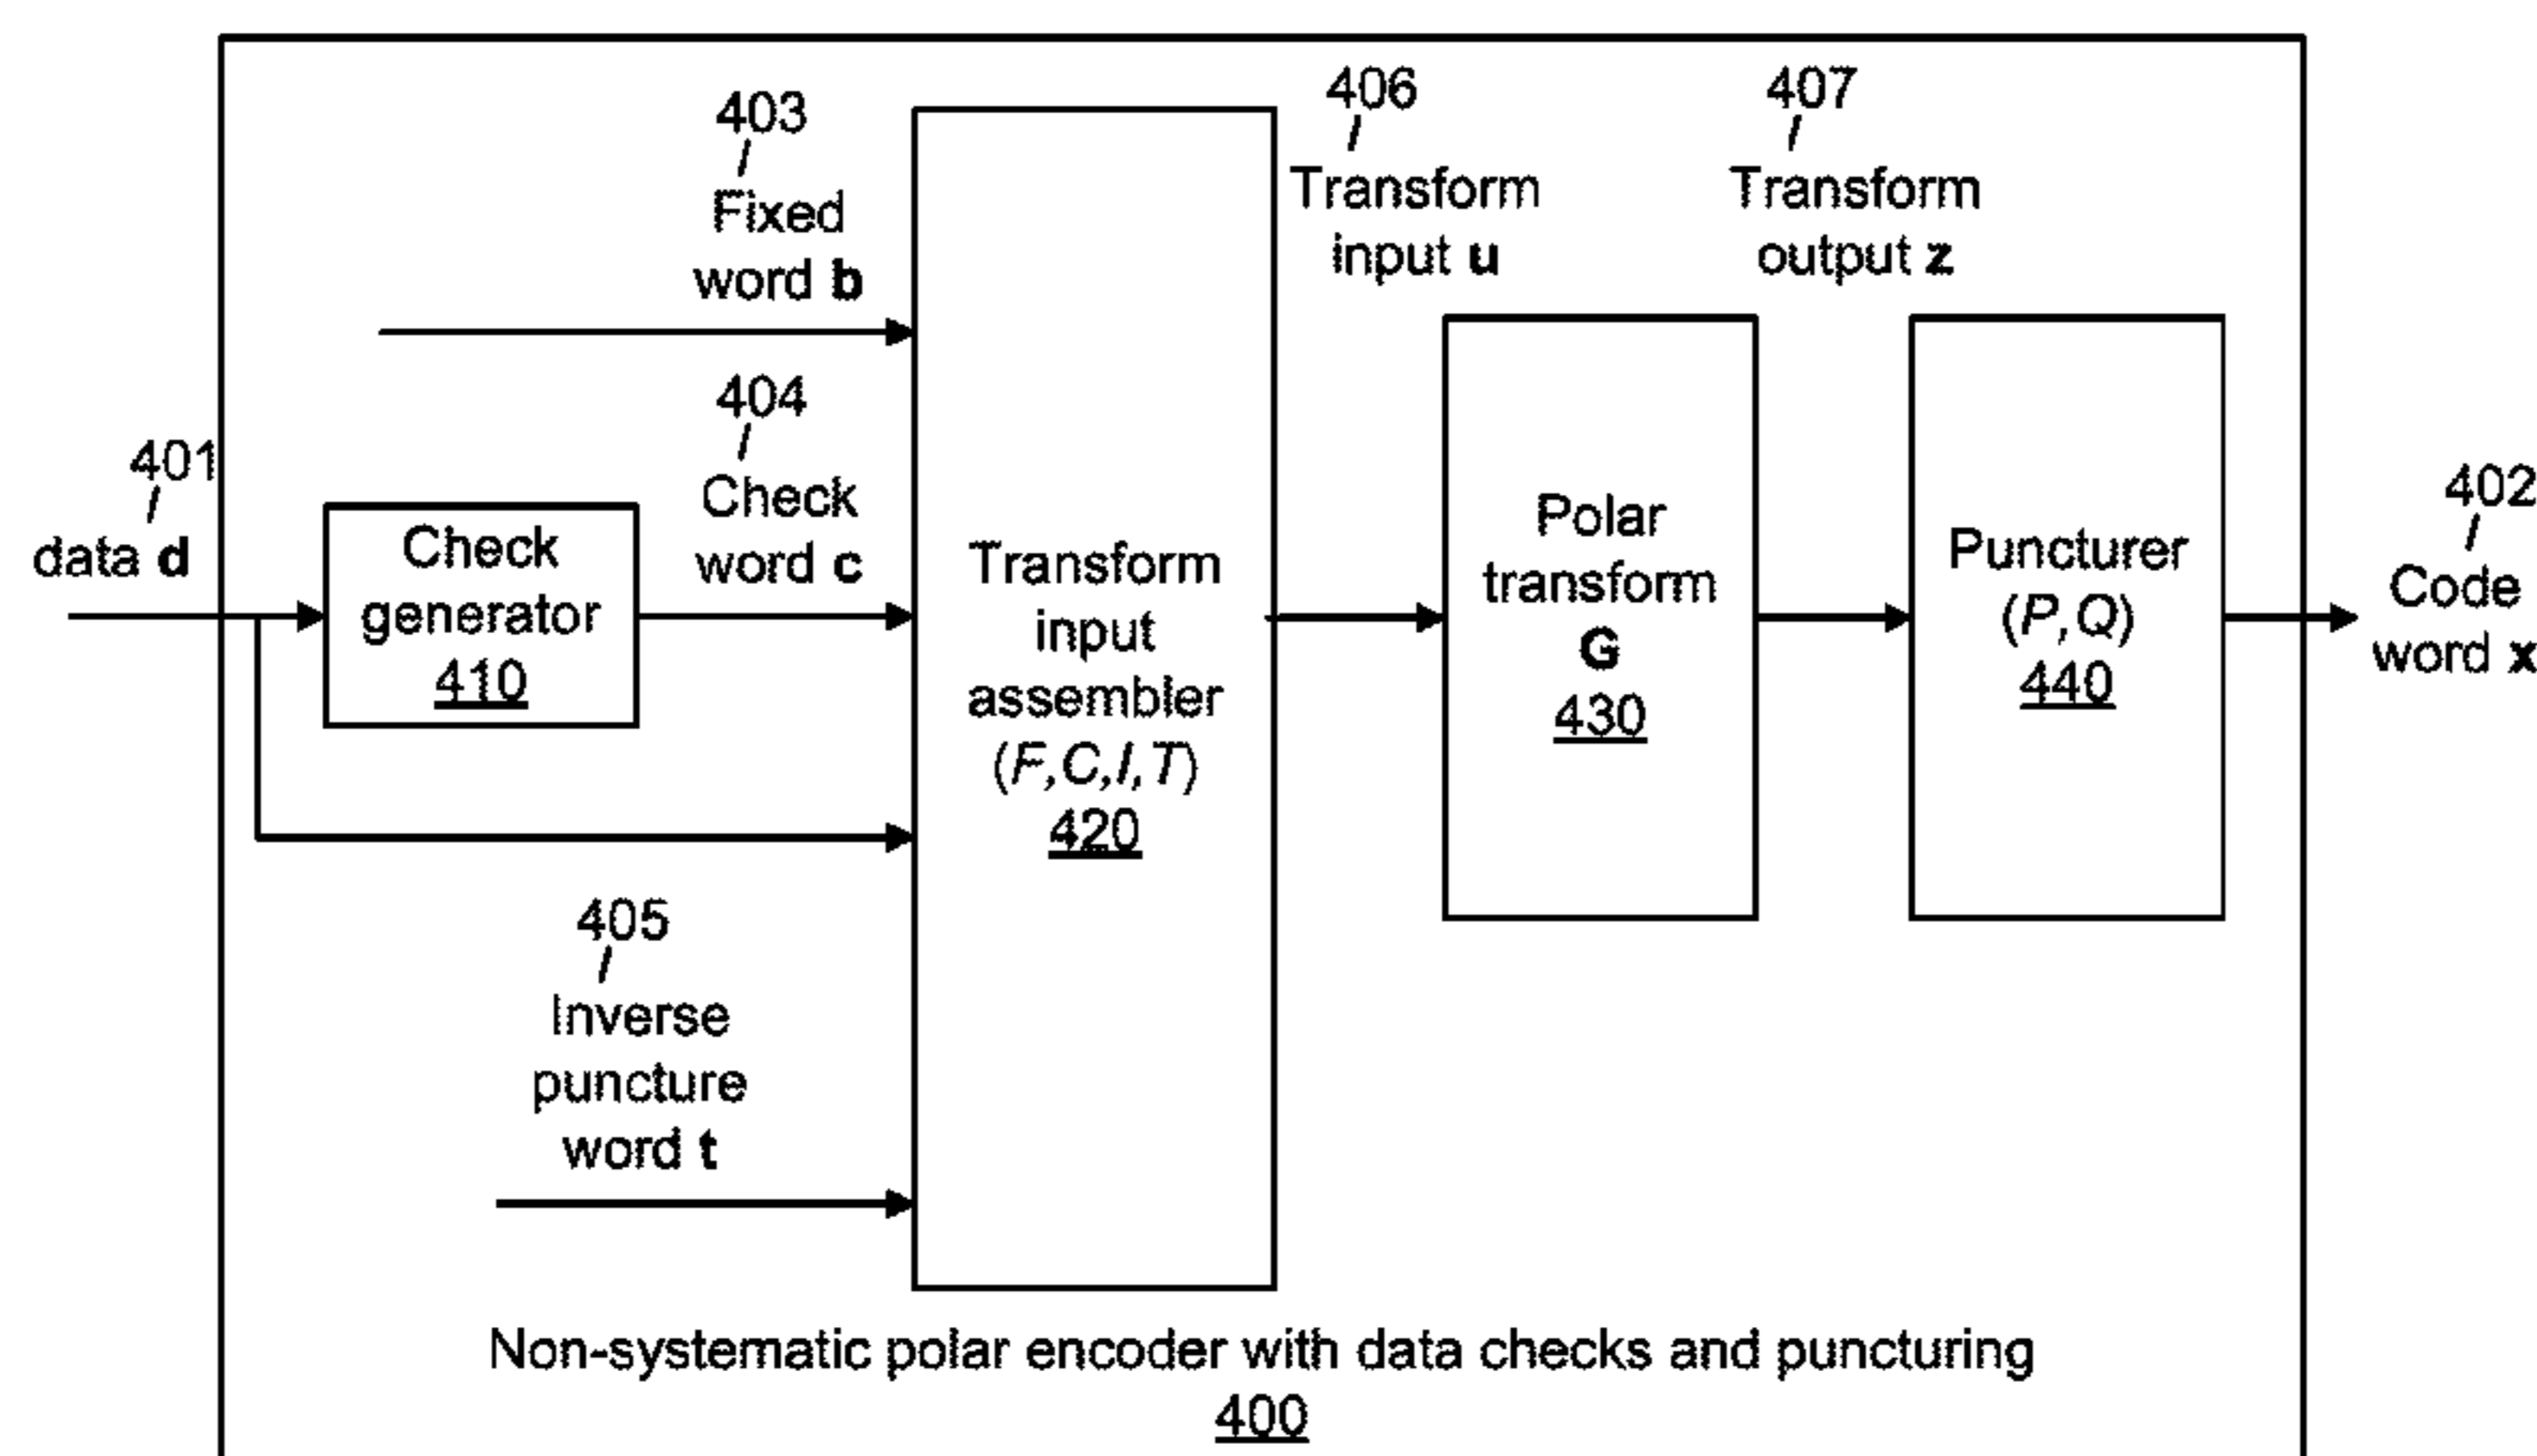 403
Fixed
word b
406
Transform
input u
407
Transform
output z
401
data d
404
Check
word c
Check
generator
410
Transform
input
assembler
(F,C,I,T)
420
Polar
transform
G
430
Puncturer
(P,Q)
440
402
Code
word x
405
Inverse
puncture
word t
Non-systematic polar encoder with data checks and puncturing
400